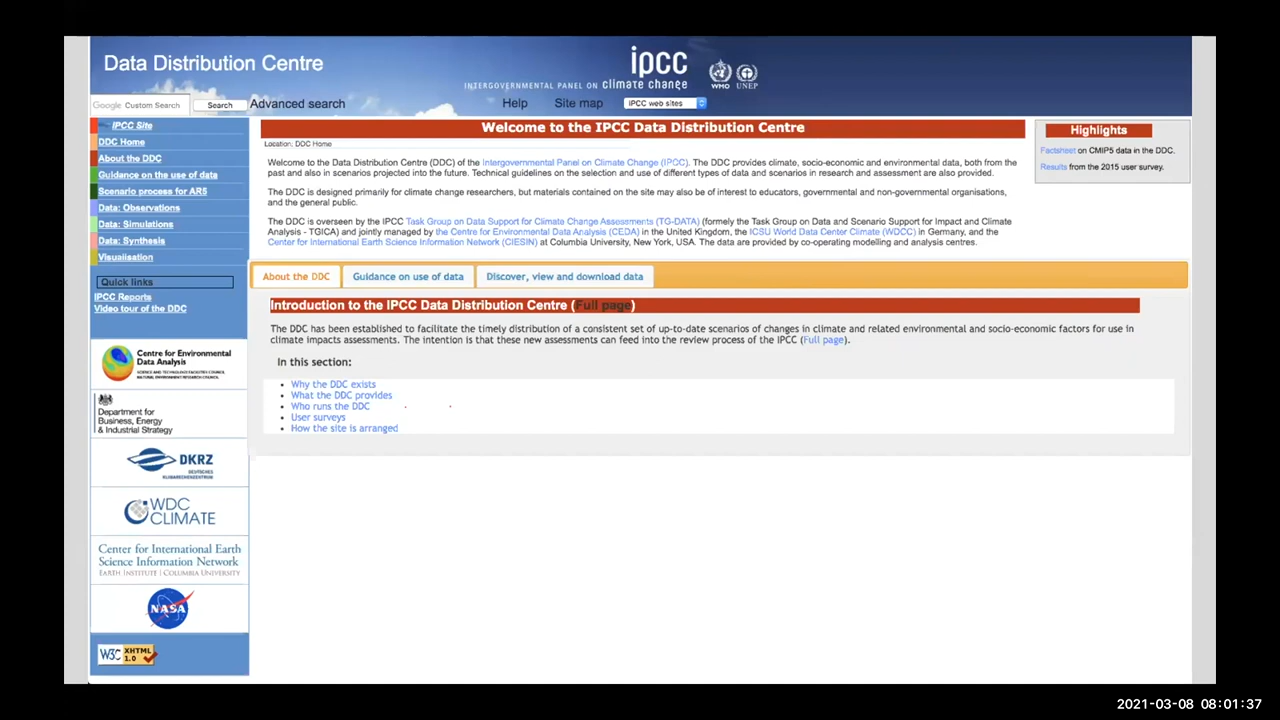 Data Distribution Centre
ipcc
INTERGOVERNMENTAL PANEL ON climate change
WMO UNEP
Google Custom Search Search Advanced search
Help Site map IPCC web sites
IPCC Site
DDC Home
About the DDC
Guidance on the use of data
Scenario process for AR5
Data: Observations
Data: Simulations
Data: Synthesis
Visualisation
Quick links
IPCC Reports
Video tour of the DDC
Centre for Environmental
Data Analysis
SCIENCE AND TECHNOLOGY FACILITIES COUNCIL
NATURAL ENVIRONMENT RESEARCH COUNCIL
Department for
Business, Energy
& Industrial Strategy
DKRZ
DEUTSCHES
KLIMARECHENZENTRUM
WDC
CLIMATE
Center for International Earth
Science Information Network
EARTH INSTITUTE | COLUMBIA UNIVERSITY
NASA
W3C XHTML
1.0
Welcome to the IPCC Data Distribution Centre
Location: DDC Home
Welcome to the Data Distribution Centre (DDC) of the Intergovernmental Panel on Climate Change (IPCC). The DDC provides climate, socio-economic and environmental data, both from the
past and also in scenarios projected into the future. Technical guidelines on the selection and use of different types of data and scenarios in research and assessment are also provided.
The DDC is designed primarily for climate change researchers, but materials contained on the site may also be of interest to educators, governmental and non-governmental organisations,
and the general public.
The DDC is overseen by the IPCC Task Group on Data Support for Climate Change Assessments (TG-DATA) (formerly the Task Group on Data and Scenario Support for Impact and Climate
Analysis - TGICA) and jointly managed by the Centre for Environmental Data Analysis (CEDA) in the United Kingdom, the ICSU World Data Center Climate (WDCC) in Germany, and the
Center for International Earth Science Information Network (CIESIN) at Columbia University, New York, USA. The data are provided by co-operating modelling and analysis centres.
Highlights
Factsheet on CMIP5 data in the DDC.
Results from the 2015 user survey.
About the DDC Guidance on use of data Discover, view and download data
Introduction to the IPCC Data Distribution Centre (Full page)
The DDC has been established to facilitate the timely distribution of a consistent set of up-to-date scenarios of changes in climate and related environmental and socio-economic factors for use in
climate impacts assessments. The intention is that these new assessments can feed into the review process of the IPCC (Full page).
In this section:
• Why the DDC exists
• What the DDC provides
• Who runs the DDC
• User surveys
• How the site is arranged
2021-03-08 08:01:37